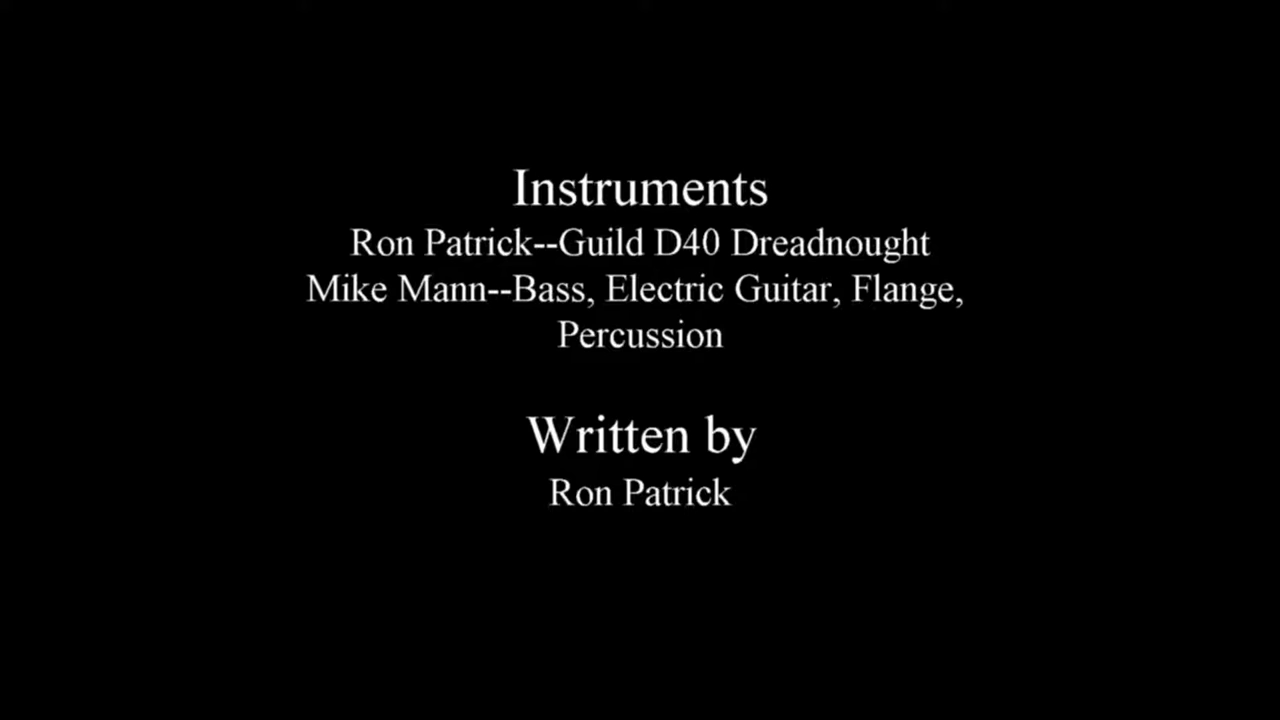 Instruments
Ron Patrick--Guild D40 Dreadnought
Mike Mann--Bass, Electric Guitar, Flange,
Percussion
Written by
Ron Patrick